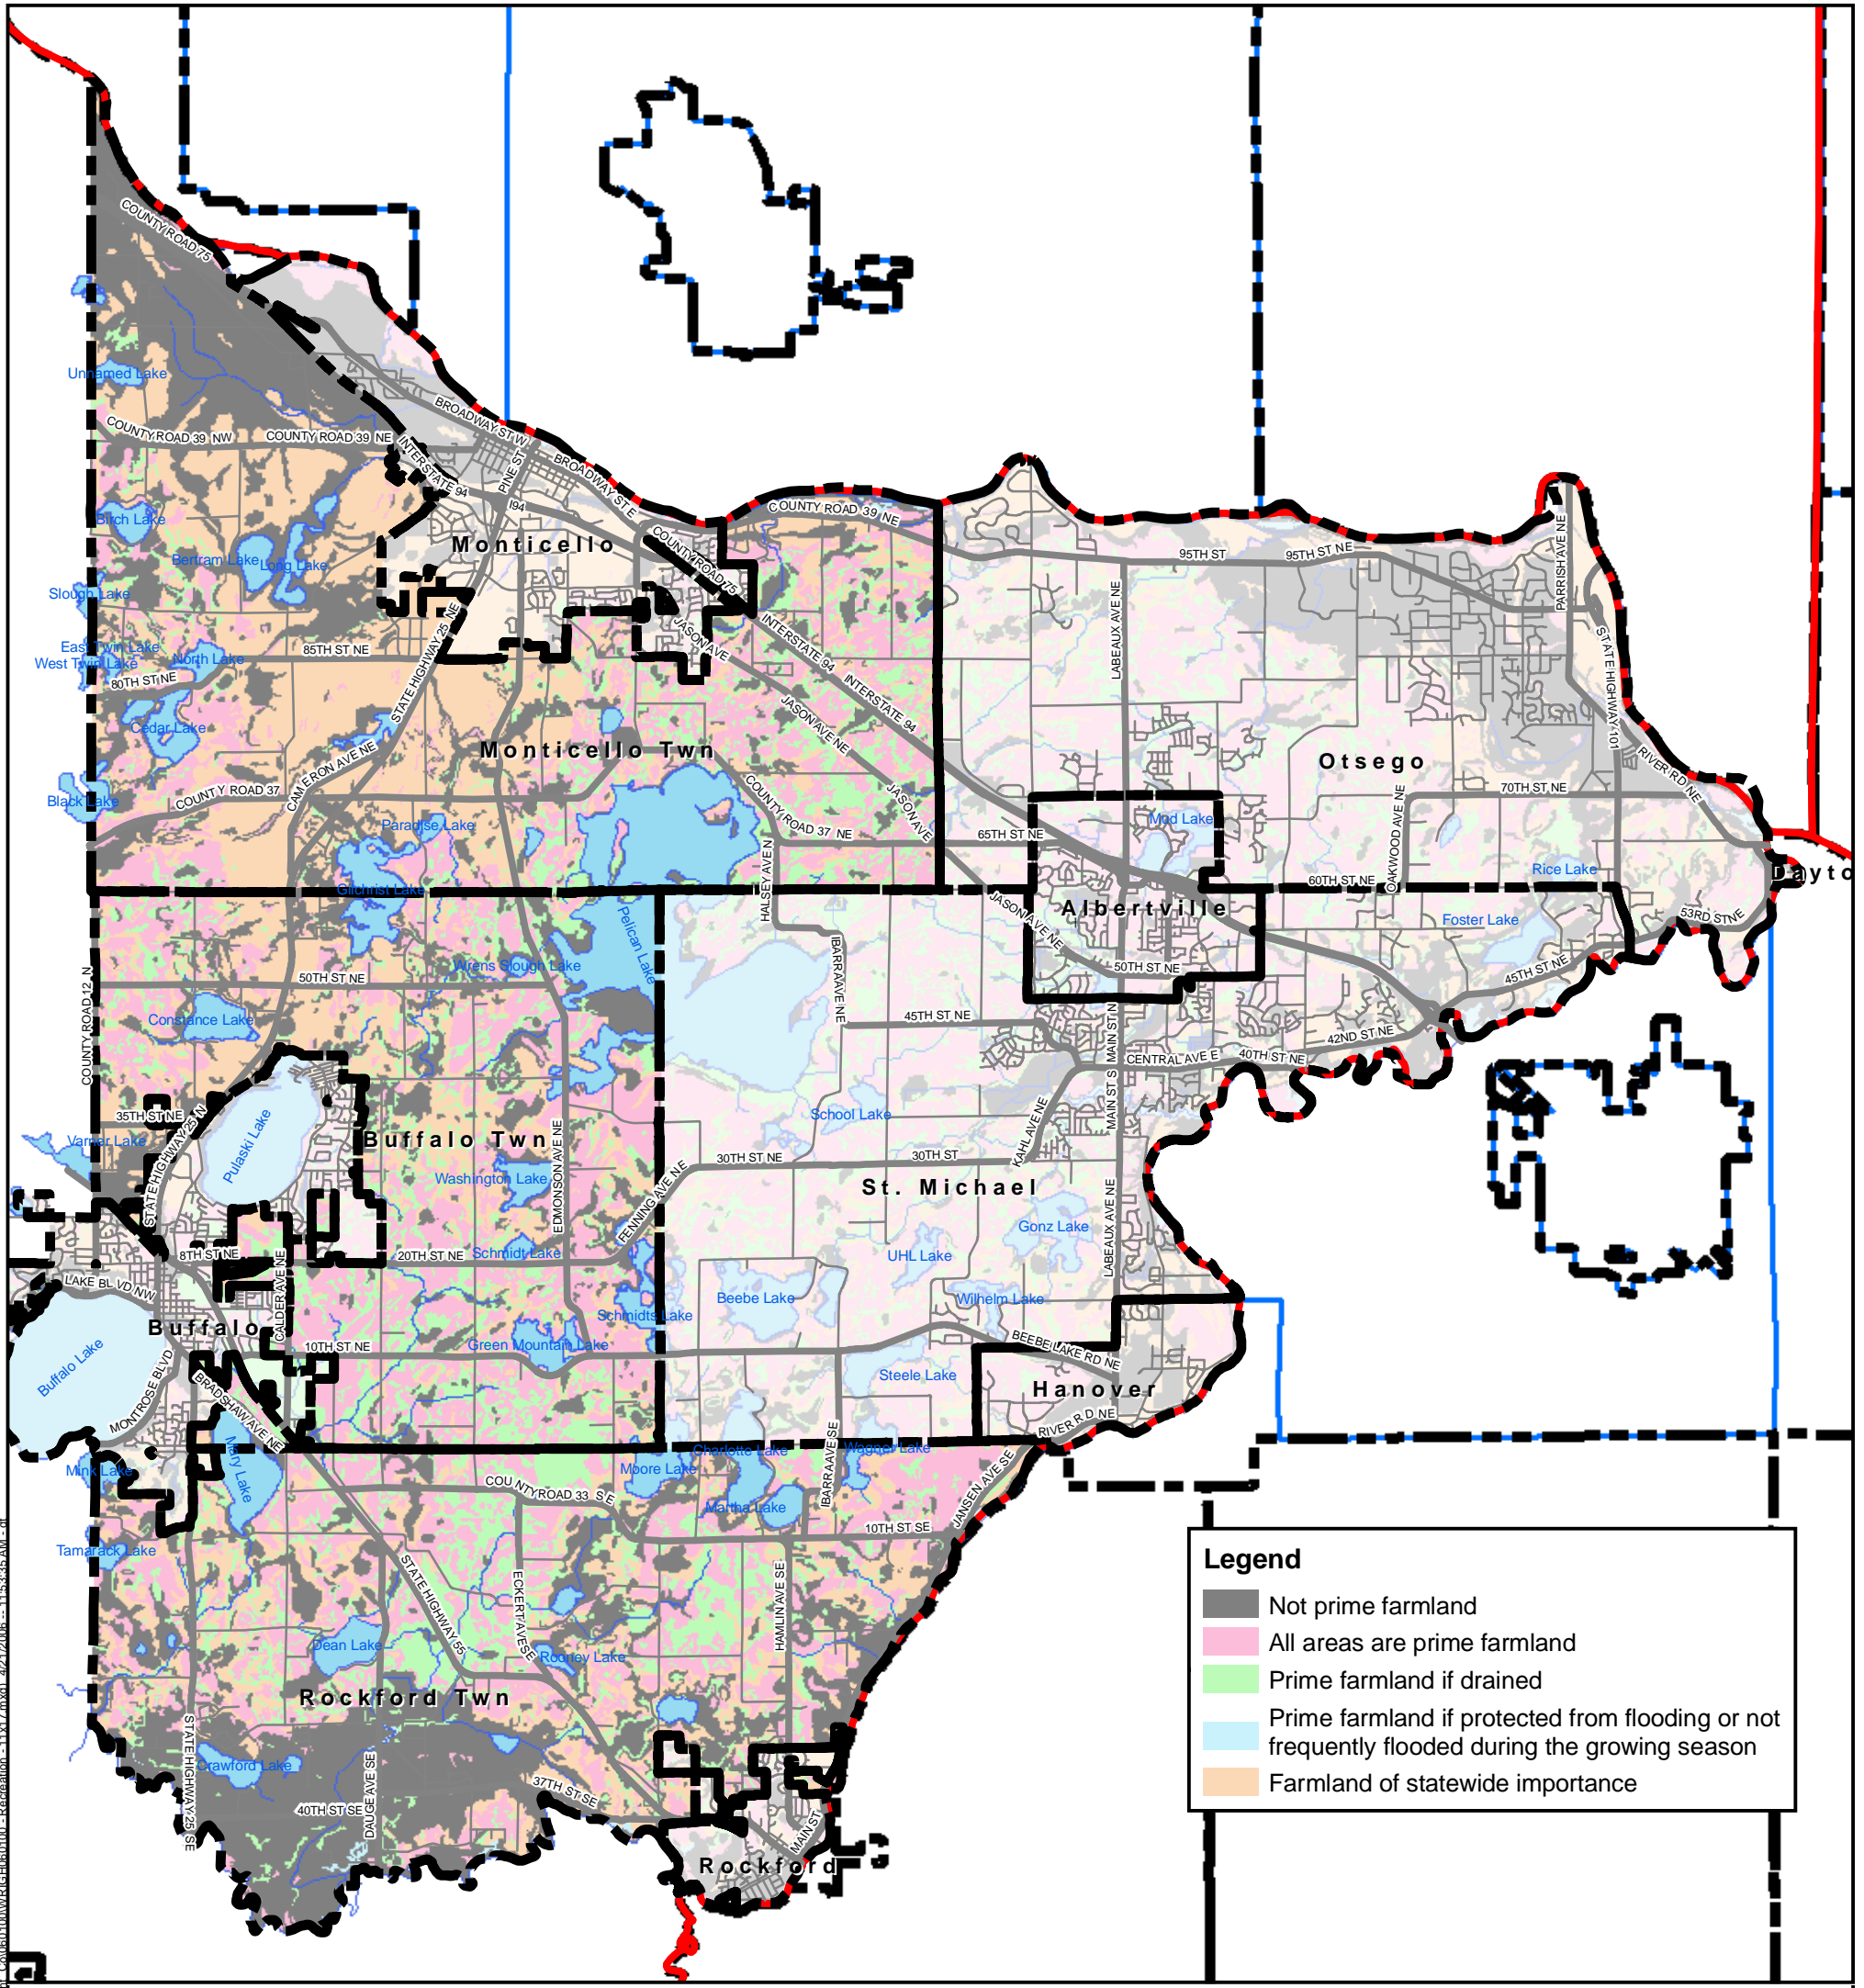 COUNTY ROAD 75
Unnamed Lake
COUNTY ROAD 39 NW
COUNTY ROAD 39 NE
BROADWAY ST W
INTERSTATE 94
PINE ST
BROADWAY ST E
I94
COUNTY ROAD 39 NE
COUNTY ROAD 75
Birch Lake
Bertram Lake
Long Lake
Monticello
95TH ST
95TH ST NE
PARRISH AVE NE
LABEAUX AVE NE
Slough Lake
East Twin Lake
West Twin Lake
North Lake
85TH ST NE
80TH ST NE
STATE HIGHWAY 25 NE
JASON AVE
INTERSTATE 94
INTERSTATE 94
STATE HIGHWAY 101
Cedar Lake
CAMERON AVE NE
Monticello Twn
JASON AVE NE
Otsego
RIVER RD NE
Black Lake
COUNTY ROAD 37
COUNTY ROAD 37 NE
JASON AVE
70TH ST NE
OAKWOOD AVE NE
Paradise Lake
65TH ST NE
Mud Lake
Gilchrist Lake
HALSEY AVE N
60TH ST NE
Rice Lake
Dayto
Pelican Lake
JASON AVE NE
Albertville
Foster Lake
53RD ST NE
COUNTY ROAD 12 N
50TH ST NE
Wrens Slough Lake
IBARRA AVE NE
50TH ST NE
45TH ST NE
Constance Lake
45TH ST NE
MAIN ST N
MAIN ST S
CENTRAL AVE E
40TH ST NE
42ND ST NE
35TH ST NE
STATE HIGHWAY 25 N
Varner Lake
Pulaski Lake
Buffalo Twn
School Lake
KAHL AVE NE
30TH ST NE
30TH ST
Washington Lake
EDMONSON AVE NE
FENNING AVE NE
St. Michael
LABEAUX AVE NE
Gonz Lake
UHL Lake
8TH ST NE
20TH ST NE
Schmidt Lake
LAKE BLVD NW
CALDER AVE NE
Beebe Lake
Wilhelm Lake
Schmidts Lake
Buffalo
10TH ST NE
Green Mountain Lake
BEEBE LAKE RD NE
Buffalo Lake
MONTROSE BLVD
BRADSHAW AVE NE
Steele Lake
Hanover
RIVER RD NE
Mink Lake
Mary Lake
Charlotte Lake
Wagner Lake
Moore Lake
IBARRA AVE SE
JANSEN AVE SE
COUNTY ROAD 33 SE
Martha Lake
10TH ST SE
Tamarack Lake
STATE HIGHWAY 55
ECKERT AVE SE
HAMLIN AVE SE
Dean Lake
Rooney Lake
Rockford Twn
STATE HIGHWAY 25 SE
Crawford Lake
DAUGE AVE SE
37TH ST SE
40TH ST SE
MAIN ST
Rockford
Legend
Not prime farmland
All areas are prime farmland
Prime farmland if drained
Prime farmland if protected from flooding or not
frequently flooded during the growing season
Farmland of statewide importance